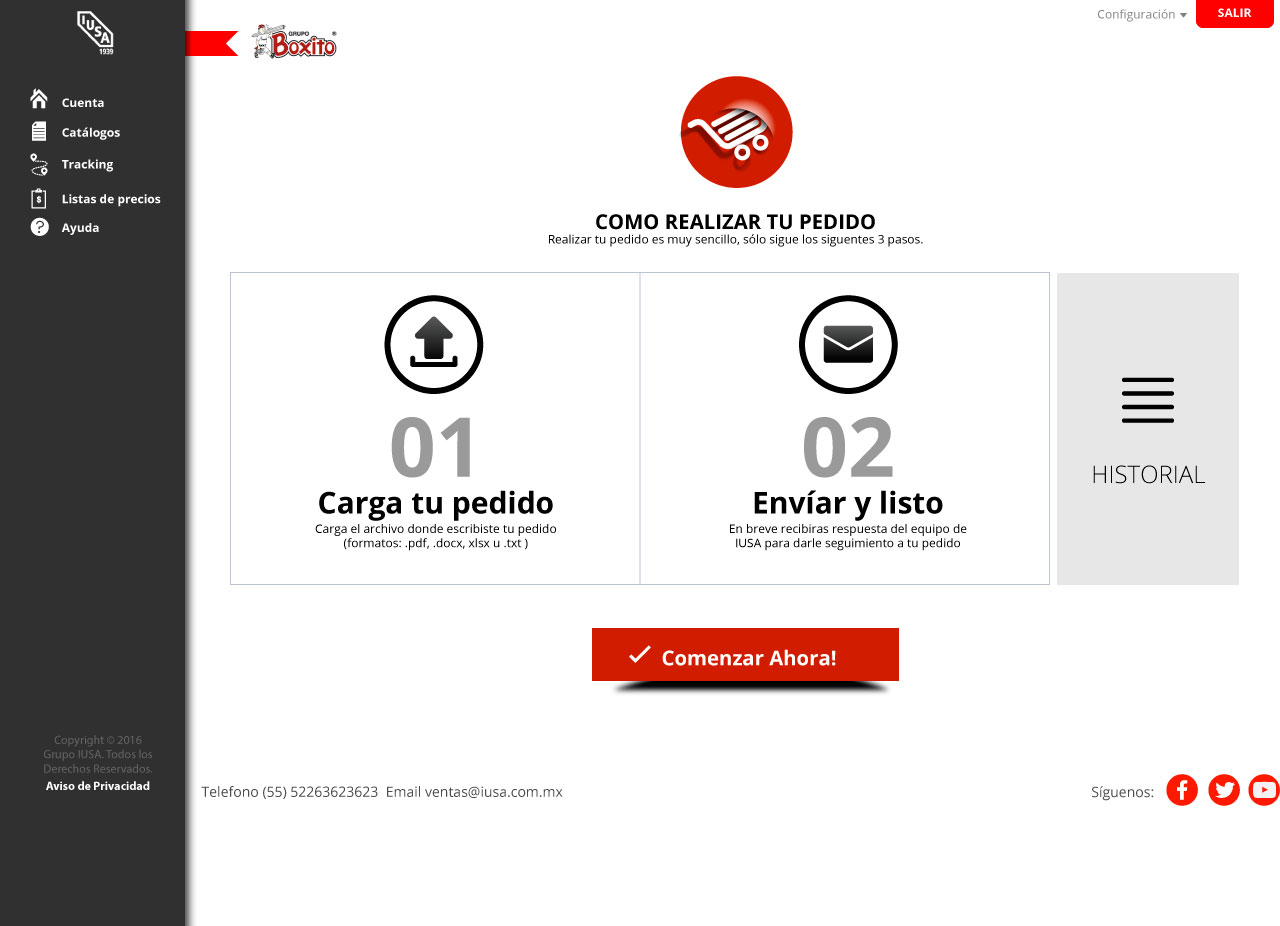 IUSA
1939
Cuenta
Catálogos
Tracking
Listas de precios
$
Ayuda
?
Copyright © 2016
Grupo IUSA. Todos los
Derechos Reservados.
Aviso de Privacidad
GRUPO
Boxito®
Configuración
SALIR
COMO REALIZAR TU PEDIDO
Realizar tu pedido es muy sencillo, sólo sigue los siguentes 3 pasos.
01
Carga tu pedido
Carga el archivo donde escribiste tu pedido
(formatos: .pdf, .docx, xlsx u .txt )
02
Envíar y listo
En breve recibiras respuesta del equipo de
IUSA para darle seguimiento a tu pedido
HISTORIAL
Comenzar Ahora!
Telefono (55) 52263623623 Email ventas@iusa.com.mx
Síguenos: